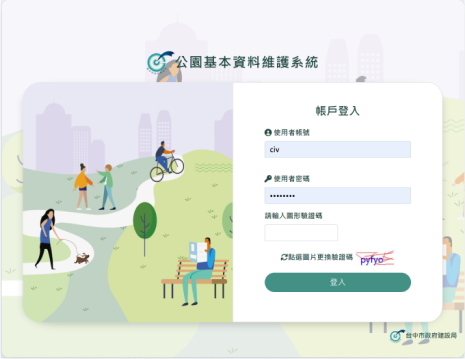 公園基本資料維護系統
帳戶登入
使用者帳號
civ
使用者密碼
••••••••
請輸入圖形驗證碼
點選圖片更換驗證碼
登入
台中市政府建設局